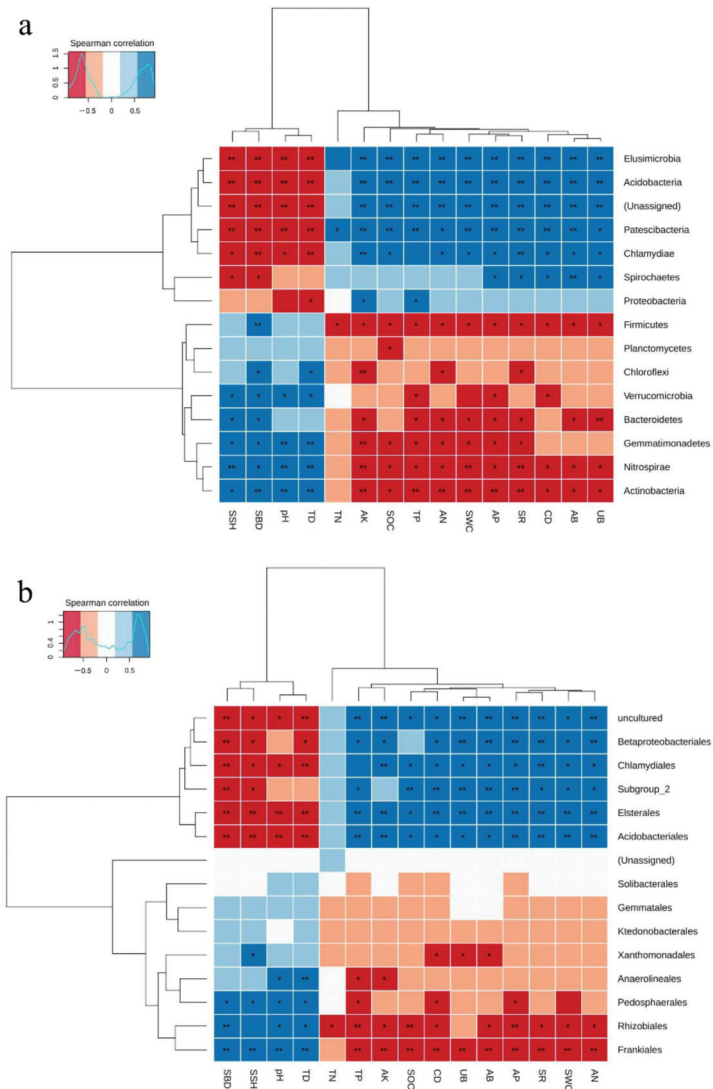 a
Spearman correlation
1.5
1
0.5
0
−0.5 0 0.5
** ** ** ** ** ** ** ** ** ** ** ** ** ** Elusimicrobia
** ** ** ** ** ** ** ** ** ** ** ** ** ** Acidobacteria
** ** ** ** ** ** ** ** ** ** ** ** ** ** (Unassigned)
** ** ** ** * ** ** ** ** ** ** ** ** ** * Patescibacteria
* ** * ** ** * * * ** ** * * * Chlamydiae
* * * * * ** * Spirochaetes
* * * Proteobacteria
** * * * * * * * * * * * Firmicutes
* Planctomycetes
* * ** * * Chloroflexi
* * * * * * * Verrucomicrobia
* * * * * * * * * ** Bacteroidetes
* * ** ** ** * * * * * * Gemmatimonadetes
** * ** ** ** * * * ** * * * * * Nitrospirae
* ** ** ** ** * ** ** ** * ** * * * Actinobacteria
SSH SBD pH TD TN AK SOC TP AN SWC AP SR CD AB UB
b
Spearman correlation
1
0.4
0
−0.5 0 0.5
** * * ** ** ** * * ** ** ** ** * ** uncultured
** * * * * * ** ** ** ** * ** Betaproteobacteriales
** * * ** ** * * ** * * ** * * Chlamydiales
** * * ** ** ** ** ** * * * Subgroup_2
** ** ** ** ** ** * ** ** ** ** ** ** ** Elsterales
** ** ** ** ** ** * * * * ** ** * ** Acidobacteriales
(Unassigned)
Solibacterales
Gemmatales
Ktedonobacterales
* * * * Xanthomonadales
* ** * * Anaerolineales
* * * * * * * Pedosphaerales
** * * * ** * ** * * ** * * * Rhizobiales
** ** ** ** ** ** ** ** ** ** ** ** ** ** Frankiales
SBD SSH pH TD TN TP AK SOC CD UB AB AP SR SWC AN